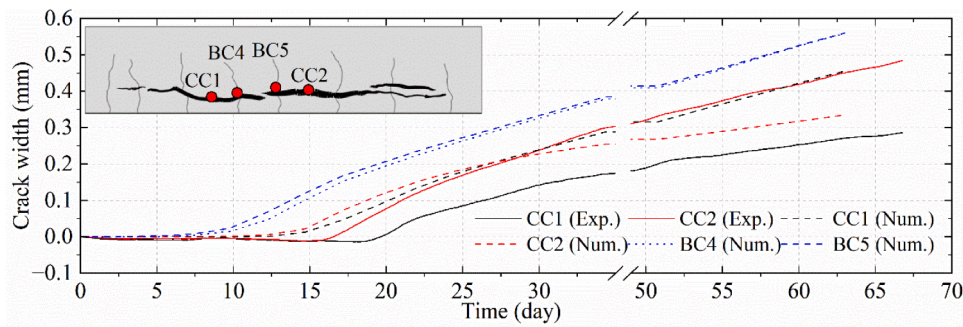 0.6
0.5
0.4
0.3
0.2
0.1
0.0
−0.1
Crack width (mm)
BC4
BC5
CC1
CC2
CC1 (Exp.)
CC2 (Exp.)
CC1 (Num.)
CC2 (Num.)
BC4 (Num.)
BC5 (Num.)
0 5 10 15 20 25 30 50 55 60 65 70
Time (day)